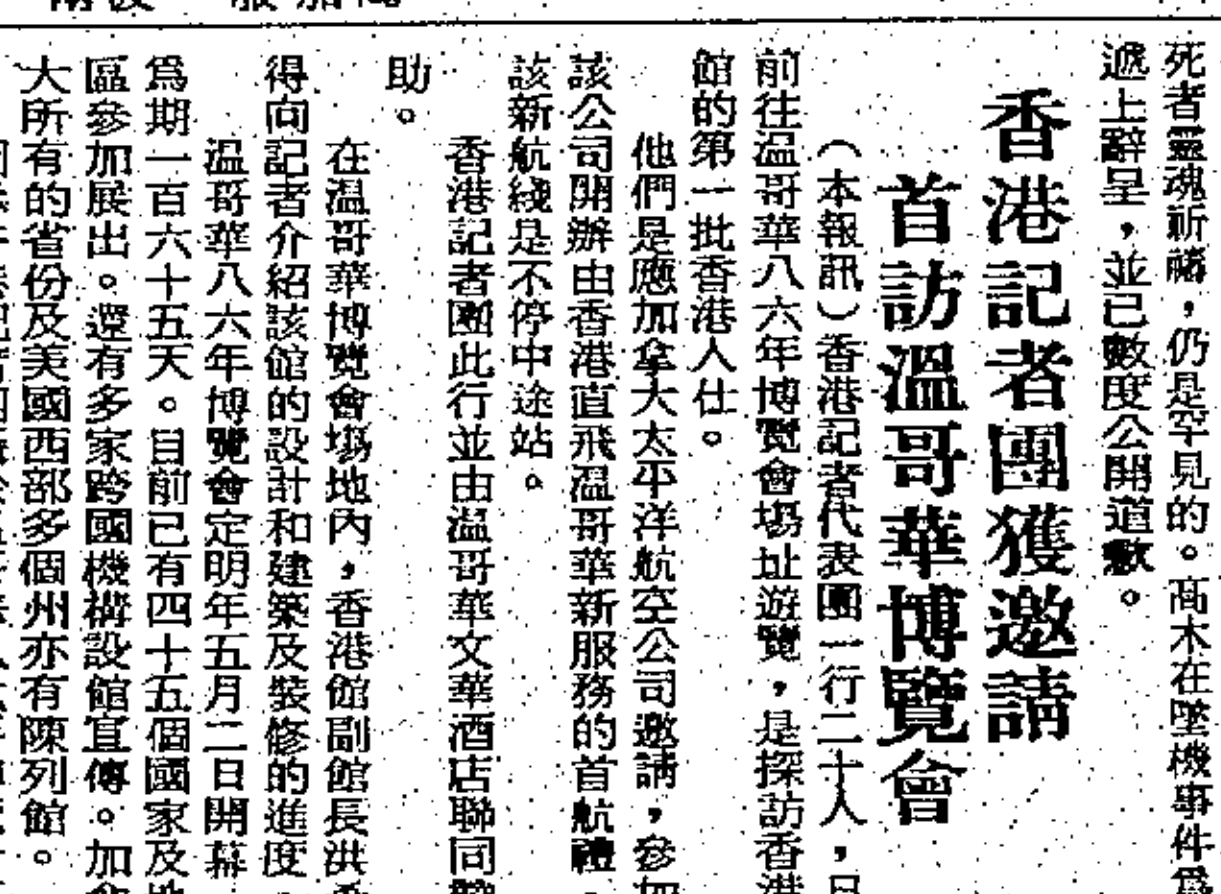 死者靈魂祈禱，仍是罕見的。高木在墜機事件爲
遞上辭呈，並已數度公開道歉。
香港記者團獲邀請
首訪溫哥華博覽會
（本報訊）香港記者代表團一行二十人，日
前往温哥華八六年博覽會場址遊覽，是探訪香港
館的第一批香港人仕。
他們是應加拿大太平洋航空公司邀請，參加
該公司開辦由香港直飛温哥華新服務的首航禮，
該新航綫是不停中途站。
香港記者團此行並由温哥華文華酒店聯同
助。
在温哥華博覽會場地內，香港館副館長洪
得向記者介紹該館的設計和建築及裝修的進度。
温哥華八六年博覽會定明年五月二日開幕
爲期一百六十五天。目前已有四十五個國家及地
區參加展出。還有多家跨國機構設館宣傳。加拿
大所有的省份及美國西部多個州亦有陳列館。